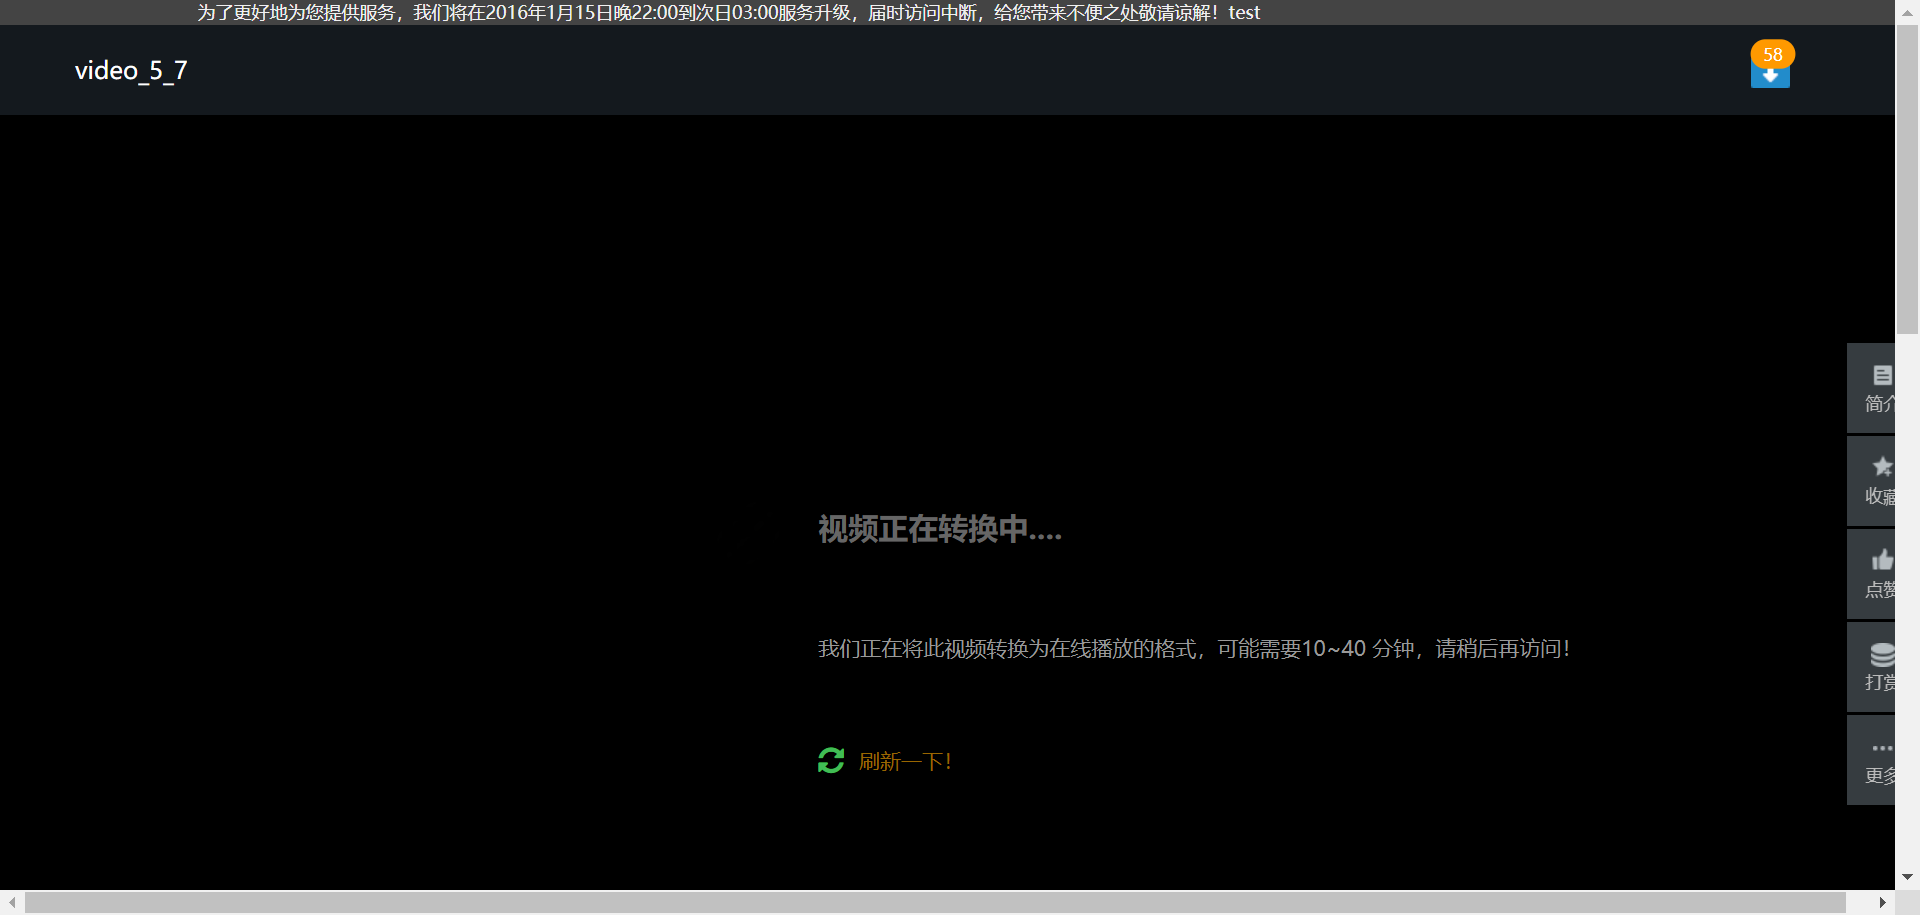 为了更好地为您提供服务，我们将在2016年1月15日晚22:00到次日03:00服务升级，届时访问中断，给您带来不便之处敬请谅解！test
video_5_7
58
视频正在转换中....
我们正在将此视频转换为在线播放的格式，可能需要10~40 分钟，请稍后再访问！
刷新一下！
简介
收藏
点赞
打赏
更多